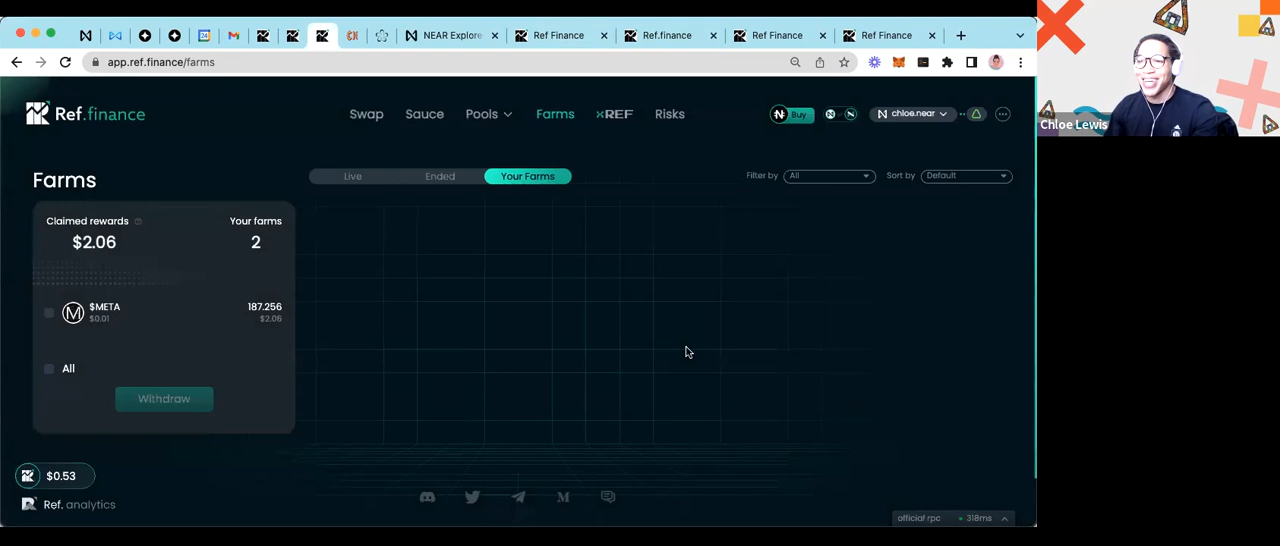 NEAR Explore
Ref Finance
Ref.finance
Ref Finance
Ref Finance
app.ref.finance/farms
Ref.finance
Swap
Sauce
Pools
Farms
xREF
Risks
Buy
chloe.near
Chloe Lewis
Farms
Live
Ended
Your Farms
Filter by
All
Sort by
Default
Claimed rewards
Your farms
$2.06
2
$META
187.256
$0.01
$2.06
All
Withdraw
$0.53
Ref. analytics
official rpc
318ms